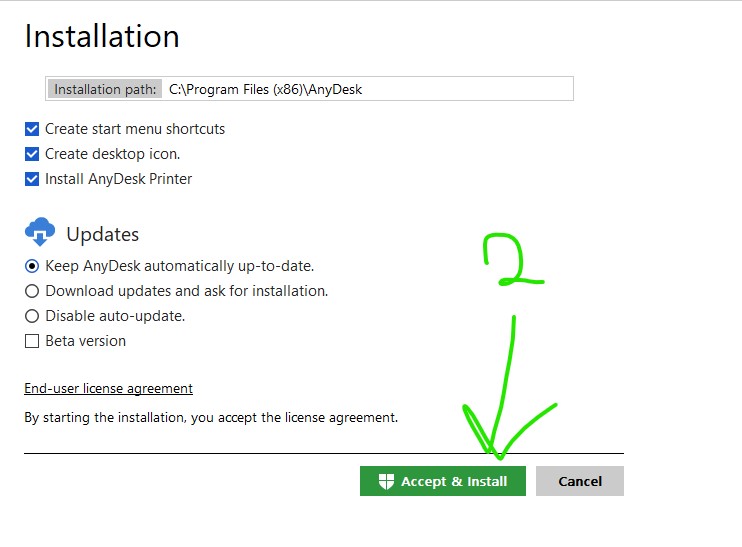 Installation
Installation path: C:\Program Files (x86)\AnyDesk
Create start menu shortcuts
Create desktop icon.
Install AnyDesk Printer
Updates
Keep AnyDesk automatically up-to-date.
Download updates and ask for installation.
Disable auto-update.
Beta version
2
End-user license agreement
By starting the installation, you accept the license agreement.
Accept & Install Cancel